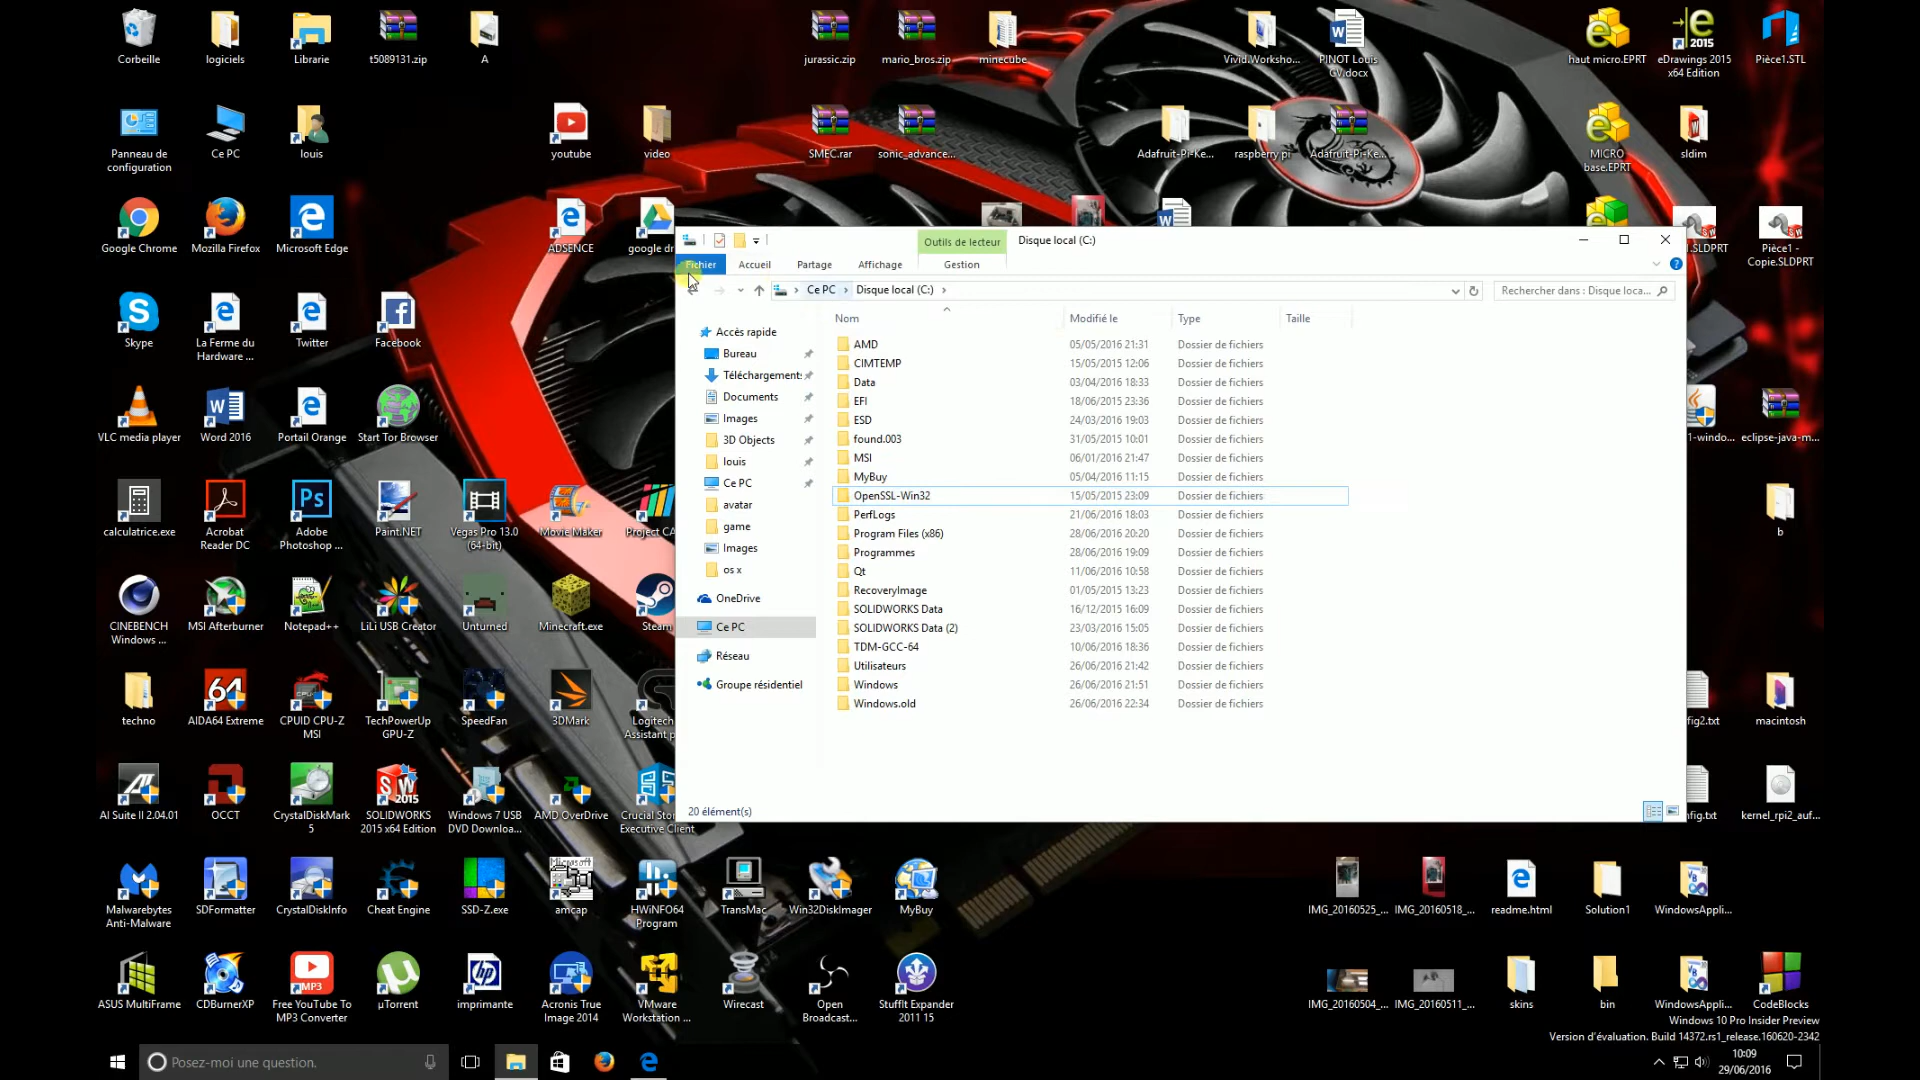 Corbeille
logiciels
Librarie
t5089131.zip
A
jurassic.zip
mario_bros.zip
minecube
Vivid.Worksho...
PINOT Louis
CV.docx
haut micro.EPRT
eDrawings 2015
x64 Edition
Pièce1.STL
Panneau de
configuration
Ce PC
louis
youtube
video
SMEC.rar
sonic_advance...
Adafruit-Pi-Ke...
raspberry pi
Adafruit-Pi-Ke...
MICRO
base.EPRT
sldim
Google Chrome
Mozilla Firefox
Microsoft Edge
ADSENCE
google dr
1.SLDPRT
Pièce1 -
Copie.SLDPRT
Outils de lecteur
Disque local (C:)
Fichier
Accueil
Partage
Affichage
Gestion
Ce PC
Disque local (C:)
Rechercher dans : Disque loca...
Nom
Modifié le
Type
Taille
Accès rapide
Bureau
Téléchargement
Documents
Images
3D Objects
louis
Ce PC
avatar
game
Images
os x
OneDrive
Ce PC
Réseau
Groupe résidentiel
AMD 05/05/2016 21:31 Dossier de fichiers
CIMTEMP 15/05/2015 12:06 Dossier de fichiers
Data 03/04/2016 18:33 Dossier de fichiers
EFI 18/06/2015 23:36 Dossier de fichiers
ESD 24/03/2016 19:03 Dossier de fichiers
found.003 31/05/2015 10:01 Dossier de fichiers
MSI 06/01/2016 21:47 Dossier de fichiers
MyBuy 05/04/2016 11:15 Dossier de fichiers
OpenSSL-Win32 15/05/2015 23:09 Dossier de fichiers
PerfLogs 21/06/2016 18:03 Dossier de fichiers
Program Files (x86) 28/06/2016 20:20 Dossier de fichiers
Programmes 28/06/2016 19:09 Dossier de fichiers
Qt 11/06/2016 10:58 Dossier de fichiers
RecoveryImage 01/05/2015 13:23 Dossier de fichiers
SOLIDWORKS Data 16/12/2015 16:09 Dossier de fichiers
SOLIDWORKS Data (2) 23/03/2016 15:05 Dossier de fichiers
TDM-GCC-64 10/06/2016 18:36 Dossier de fichiers
Utilisateurs 26/06/2016 21:42 Dossier de fichiers
Windows 26/06/2016 21:51 Dossier de fichiers
Windows.old 26/06/2016 22:34 Dossier de fichiers
20 élément(s)
Skype
La Ferme du
Hardware ...
Twitter
Facebook
VLC media player
Word 2016
Portail Orange
Start Tor Browser
1-windo...
eclipse-java-m...
calculatrice.exe
Acrobat
Reader DC
Adobe
Photoshop ...
Paint.NET
Vegas Pro 13.0
(64-bit)
Movie Maker
Project CA
b
CINEBENCH
Windows ...
MSI Afterburner
Notepad++
LiLi USB Creator
Unturned
Minecraft.exe
Steam
techno
AIDA64 Extreme
CPUID CPU-Z
MSI
TechPowerUp
GPU-Z
SpeedFan
3DMark
Logitech
Assistant p
fig2.txt
macintosh
AI Suite II 2.04.01
OCCT
CrystalDiskMark
5
SOLIDWORKS
2015 x64 Edition
Windows 7 USB
DVD Downloa...
AMD OverDrive
Crucial Sto
Executive Client
nfig.txt
kernel_rpi2_auf...
Malwarebytes
Anti-Malware
SDFormatter
CrystalDiskInfo
Cheat Engine
SSD-Z.exe
amcap
HWiNFO64
Program
TransMac
Win32DiskImager
MyBuy
IMG_20160525_...
IMG_20160518_...
readme.html
Solution1
WindowsAppli...
ASUS MultiFrame
CDBurnerXP
Free YouTube To
MP3 Converter
µTorrent
imprimante
Acronis True
Image 2014
VMware
Workstation ...
Wirecast
Open
Broadcast...
StuffIt Expander
2011 15
IMG_20160504_...
IMG_20160511_...
skins
bin
WindowsAppli...
CodeBlocks
Windows 10 Pro Insider Preview
Version d'évaluation. Build 14372.rs1_release.160620-2342
Posez-moi une question.
10:09
29/06/2016